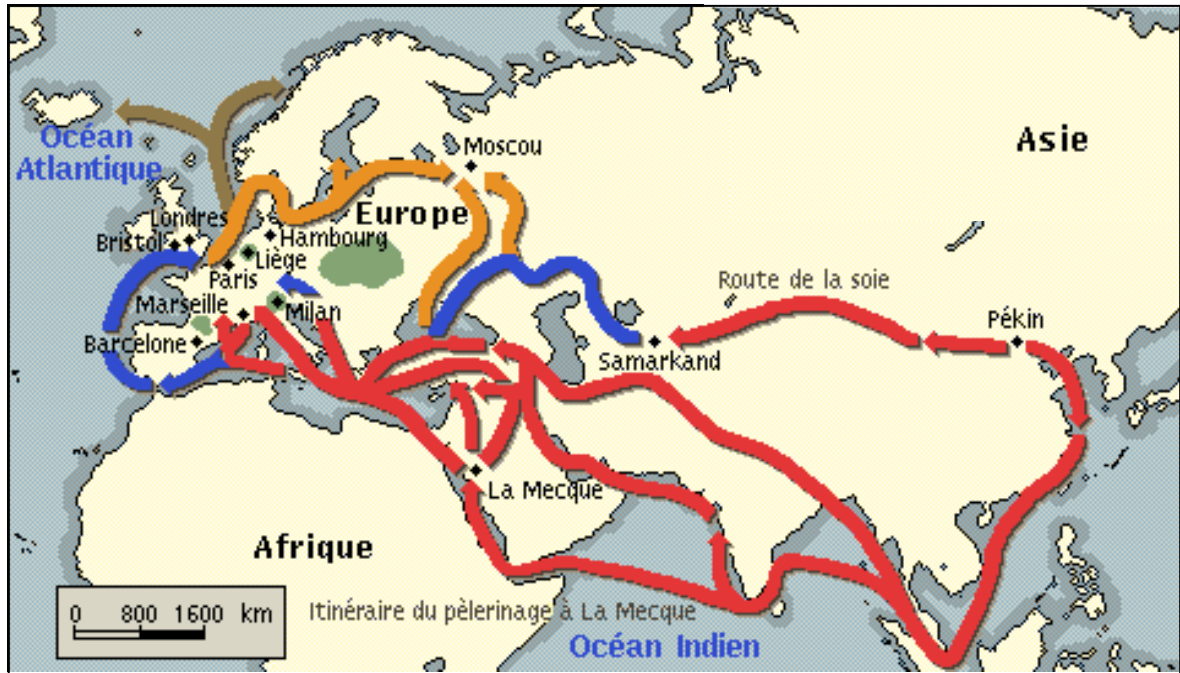 Océan
Atlantique
Asie
Moscou
Europe
Londres
Bristol
Hambourg
Liège
Paris
Marseille
Milan
Barcelone
Route de la soie
Pékin
Samarkand
La Mecque
Afrique
0 800 1600 km
Itinéraire du pèlerinage à La Mecque
Océan Indien